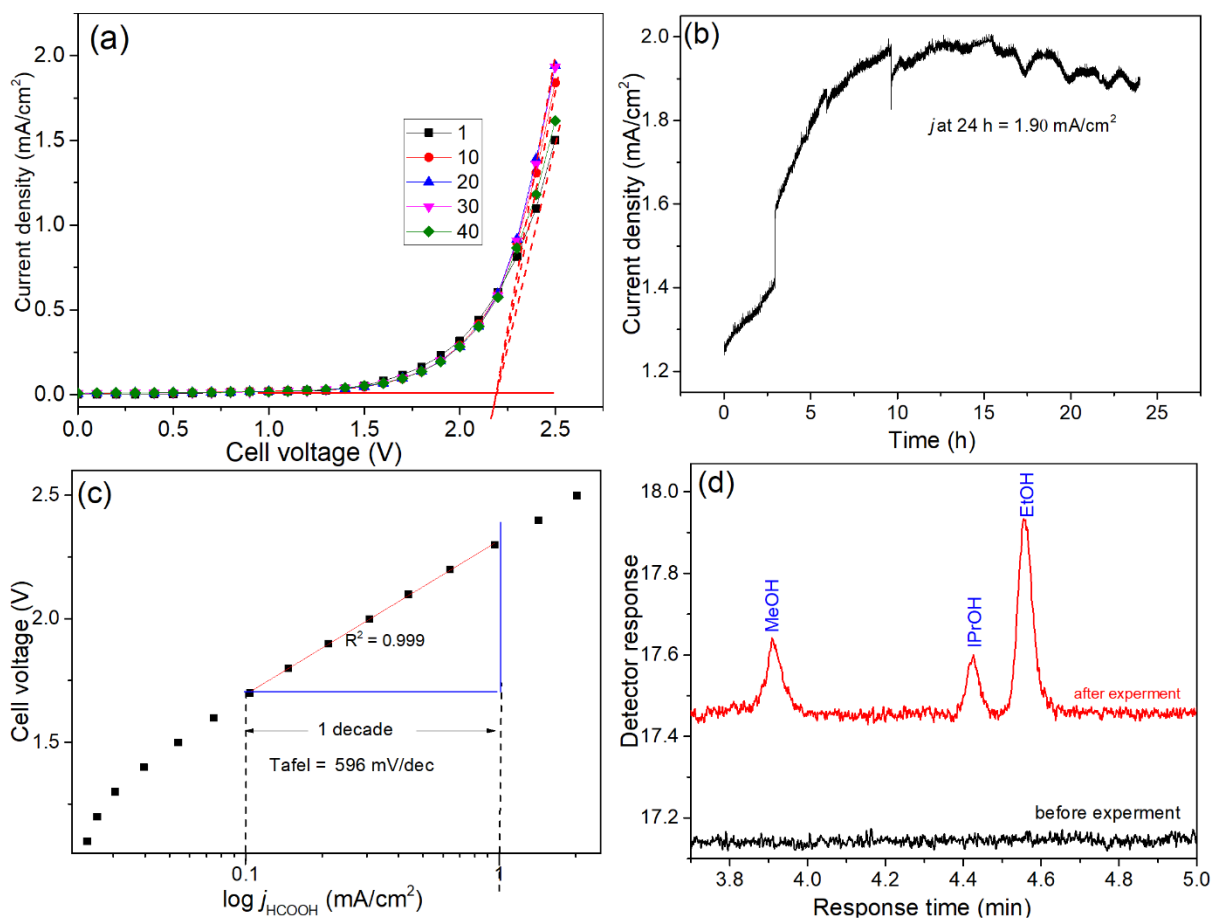 (a)
Current density (mA/cm²)
2.0
1.5
1.0
0.5
0.0
1
10
20
30
40
0.0 0.5 1.0 1.5 2.0 2.5
Cell voltage (V)
(b)
Current density (mA/cm²)
2.0
1.8
1.6
1.4
1.2
j at 24 h = 1.90 mA/cm²
0 5 10 15 20 25
Time (h)
(c)
Cell voltage (V)
2.5
2.0
1.5
R² = 0.999
1 decade
Tafel = 596 mV/dec
0.1 1
log jHCOOH (mA/cm²)
(d)
Detector response
18.0
17.8
17.6
17.4
17.2
MeOH
IPrOH
EtOH
after experiment
before experment
3.8 4.0 4.2 4.4 4.6 4.8 5.0
Response time (min)